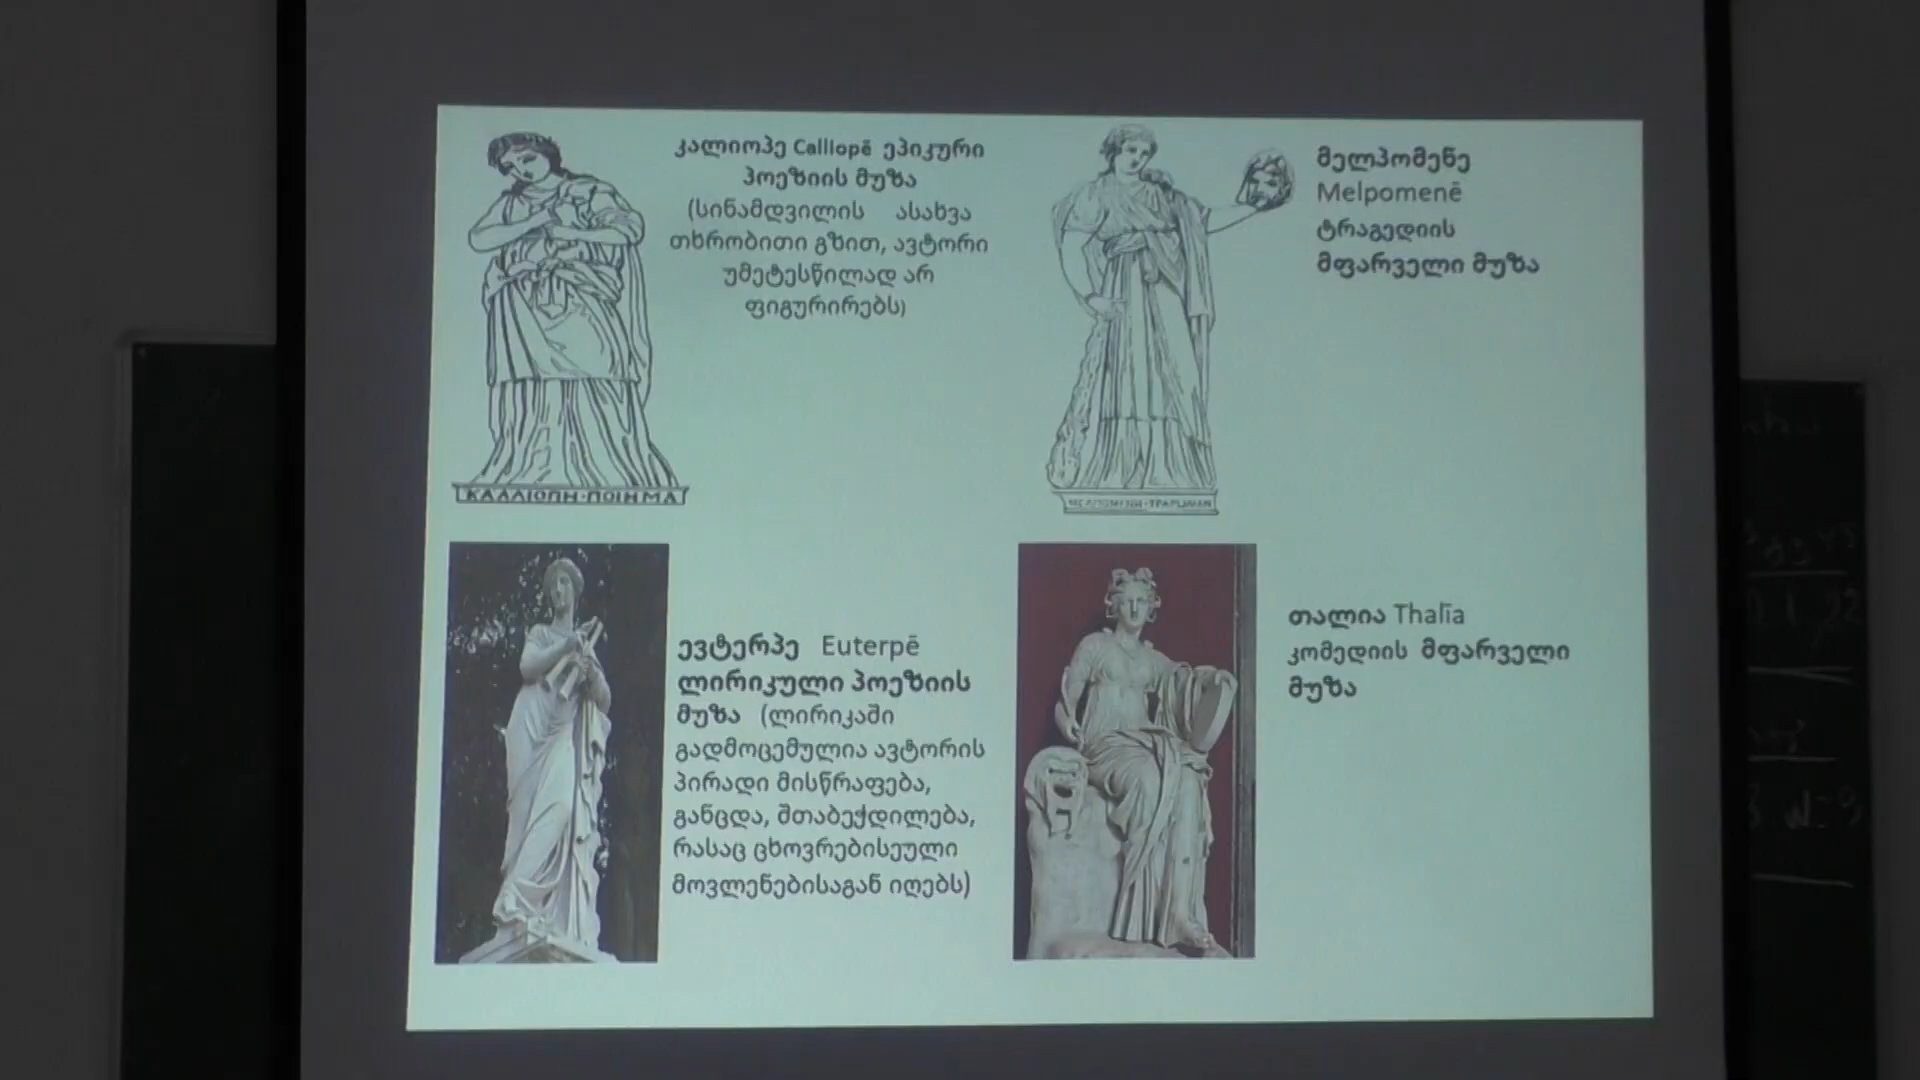 კალიოპე Calliopē ეპიკური
პოეზიის მუზა
(სინამდვილის ასახვა
თხრობითი გზით, ავტორი
უმეტესწილად არ
ფიგურირებს)
ΚΑΛΛΙΟΠΗ·ΠΟΙΗΜΑ
მელპომენე
Melpomenē
ტრაგედიის
მფარველი მუზა
ევტერპე Euterpē
ლირიკული პოეზიის
მუზა (ლირიკაში
გადმოცემულია ავტორის
პირადი მისწრაფება,
განცდა, შთაბეჭდილება,
რასაც ცხოვრებისეული
მოვლენებისაგან იღებს)
თალია Thalīa
კომედიის მფარველი
მუზა